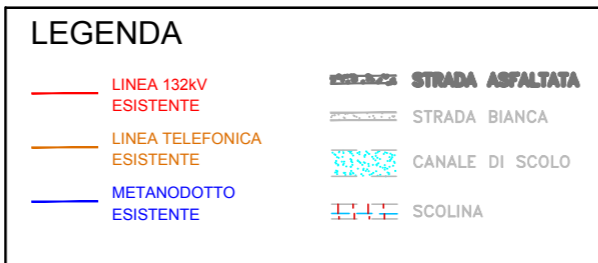 LEGENDA
LINEA 132kV
ESISTENTE
LINEA TELEFONICA
ESISTENTE
METANODOTTO
ESISTENTE
STRADA ASFALTATA
STRADA BIANCA
CANALE DI SCOLO
SCOLINA